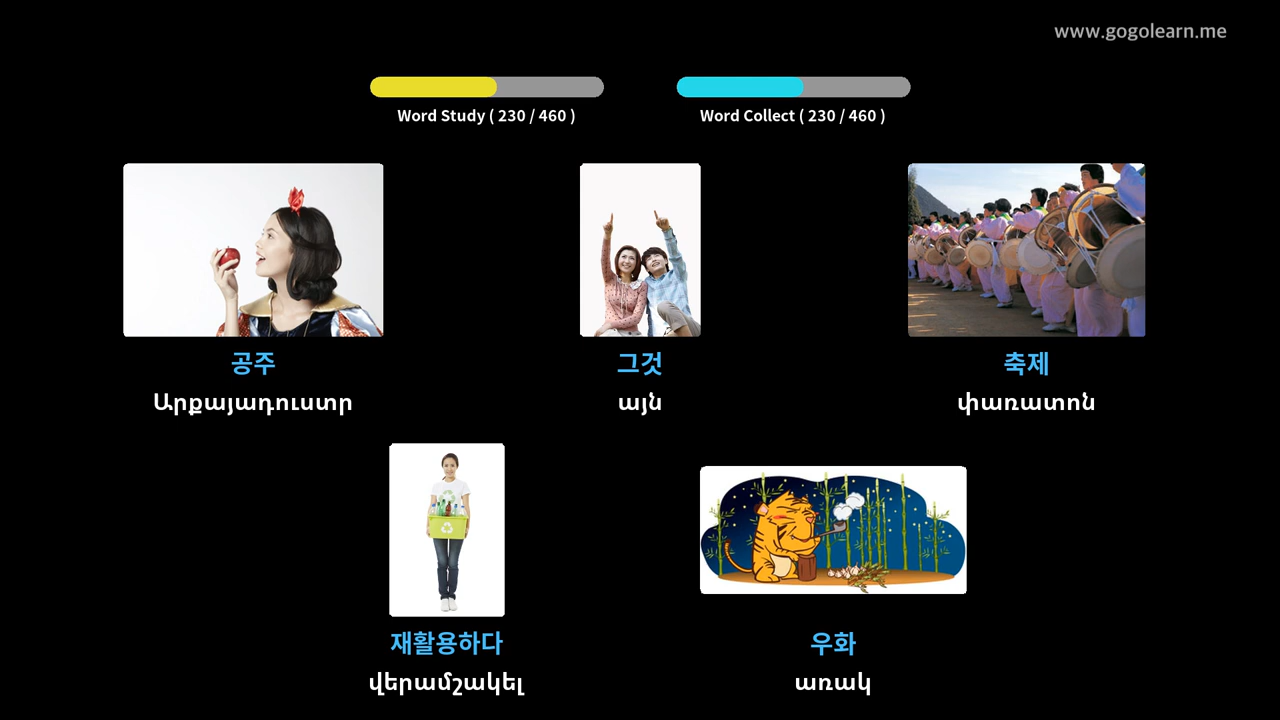 www.gogolearn.me
Word Study ( 230 / 460 )
Word Collect ( 230 / 460 )
공주
그것
축제
Արքայադուստր
այն
փառատոն
재활용하다
우화
վերամշակել
առակ